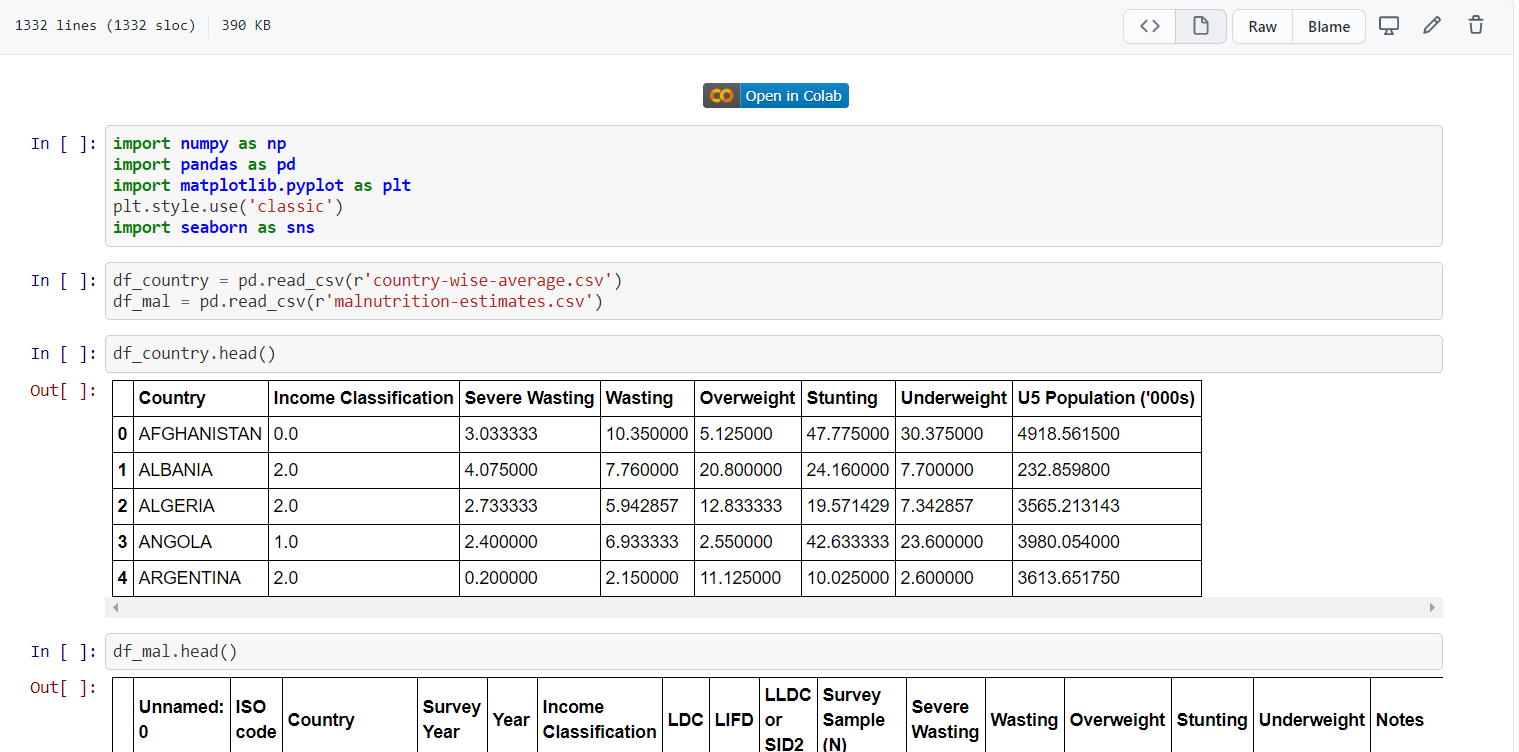 1332 lines (1332 sloc) 390 KB Raw Blame
Open in Colab
In [ ]: import numpy as np
import pandas as pd
import matplotlib.pyplot as plt
plt.style.use('classic')
import seaborn as sns
In [ ]: df_country = pd.read_csv(r'country-wise-average.csv')
df_mal = pd.read_csv(r'malnutrition-estimates.csv')
In [ ]: df_country.head()
Out[ ]:
Country Income Classification Severe Wasting Wasting Overweight Stunting Underweight U5 Population ('000s)
0 AFGHANISTAN 0.0 3.033333 10.350000 5.125000 47.775000 30.375000 4918.561500
1 ALBANIA 2.0 4.075000 7.760000 20.800000 24.160000 7.700000 232.859800
2 ALGERIA 2.0 2.733333 5.942857 12.833333 19.571429 7.342857 3565.213143
3 ANGOLA 1.0 2.400000 6.933333 2.550000 42.633333 23.600000 3980.054000
4 ARGENTINA 2.0 0.200000 2.150000 11.125000 10.025000 2.600000 3613.651750
In [ ]: df_mal.head()
Out[ ]:
Unnamed: 0 ISO code Country Survey Year Year Income Classification LDC LIFD LLDC or SID2 Survey Sample (N) Severe Wasting Wasting Overweight Stunting Underweight Notes